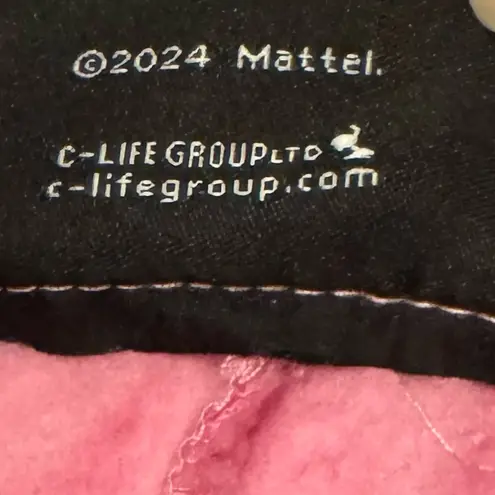 ©2024 Mattel.
C-LIFE GROUP LTD
c-lifegroup.com